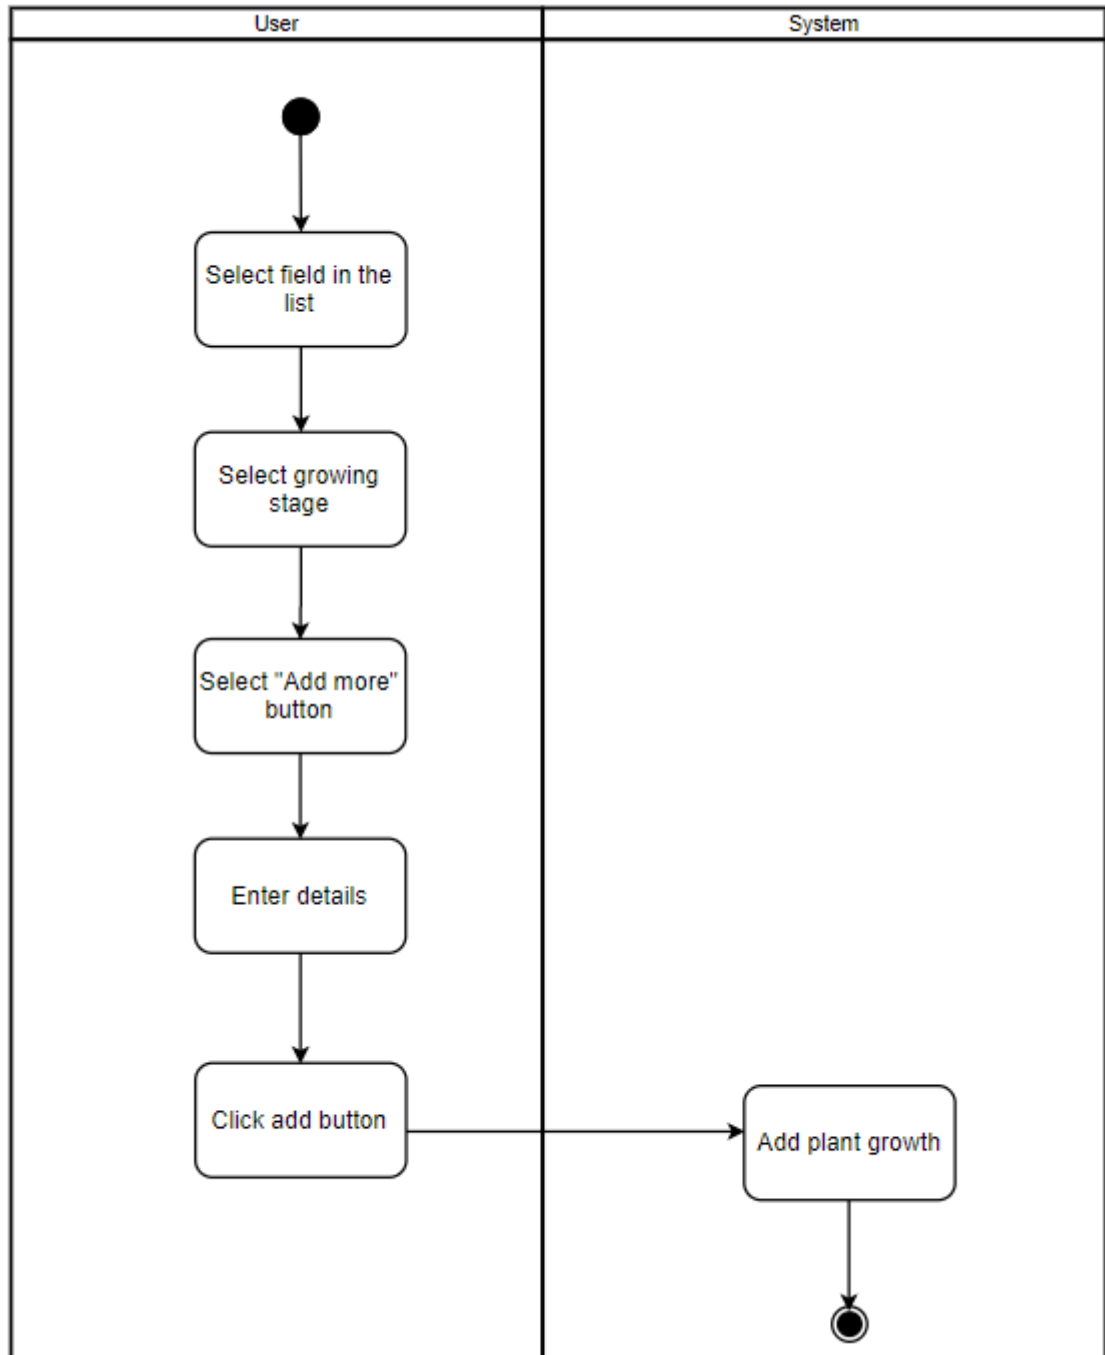 User
System
Select field in the
list
Select growing
stage
Select "Add more"
button
Enter details
Click add button
Add plant growth